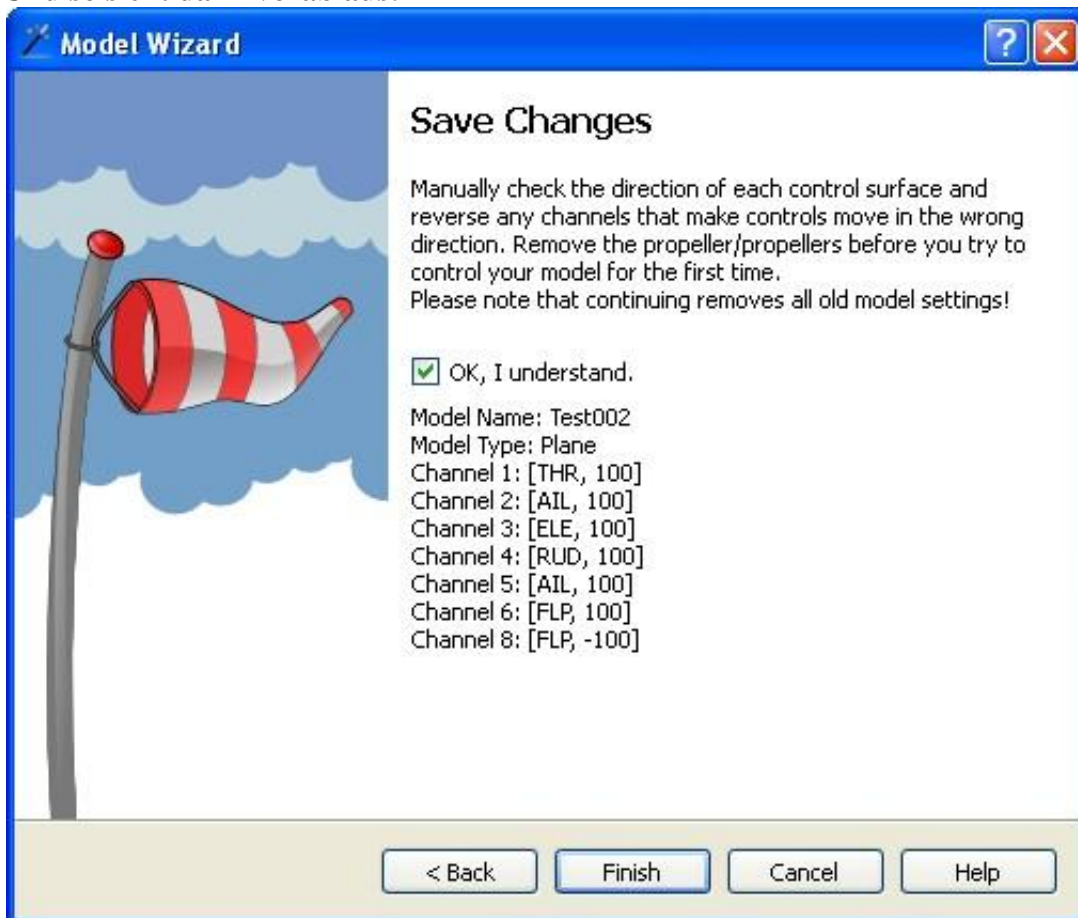 Model Wizard
Save Changes
Manually check the direction of each control surface and
reverse any channels that make controls move in the wrong
direction. Remove the propeller/propellers before you try to
control your model for the first time.
Please note that continuing removes all old model settings!
OK, I understand.
Model Name: Test002
Model Type: Plane
Channel 1: [THR, 100]
Channel 2: [AIL, 100]
Channel 3: [ELE, 100]
Channel 4: [RUD, 100]
Channel 5: [AIL, 100]
Channel 6: [FLP, 100]
Channel 8: [FLP, -100]
< Back Finish Cancel Help